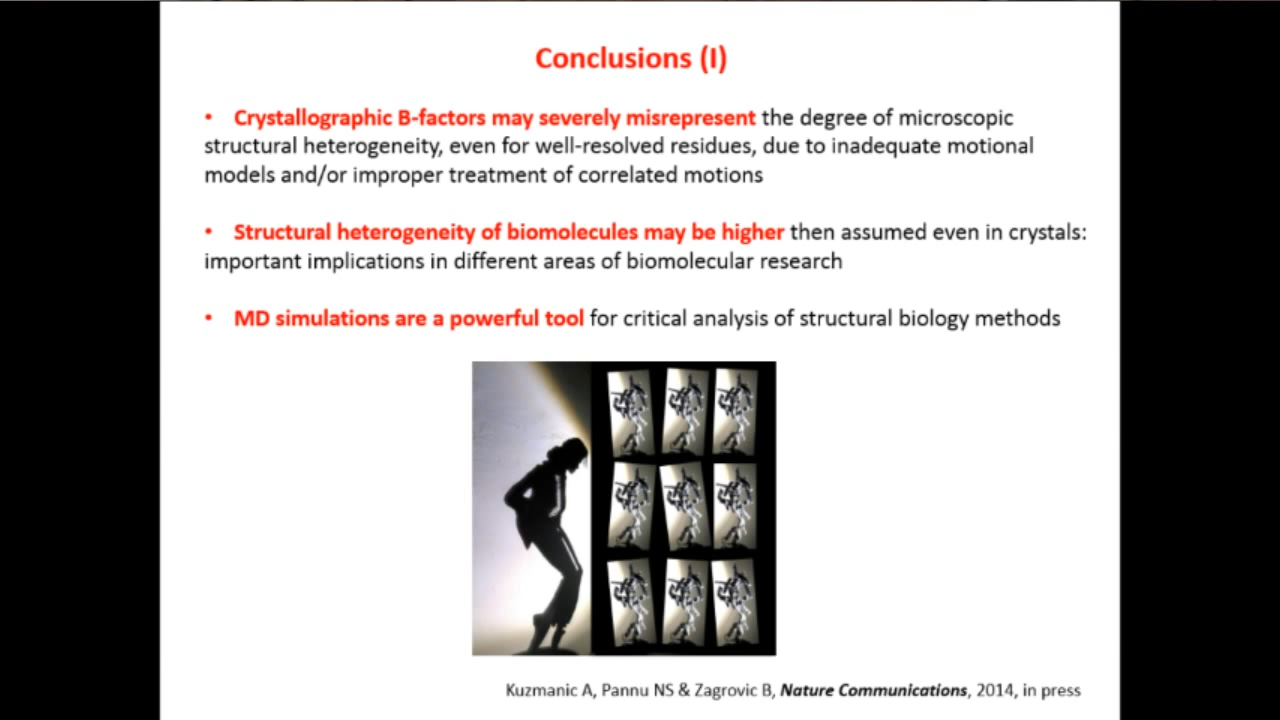 Conclusions (I)
• Crystallographic B-factors may severely misrepresent the degree of microscopic
structural heterogeneity, even for well-resolved residues, due to inadequate motional
models and/or improper treatment of correlated motions
• Structural heterogeneity of biomolecules may be higher then assumed even in crystals:
important implications in different areas of biomolecular research
• MD simulations are a powerful tool for critical analysis of structural biology methods
Kuzmanic A, Pannu NS & Zagrovic B, Nature Communications, 2014, in press